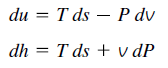 du = T ds − P dv
dh = T ds + v dP